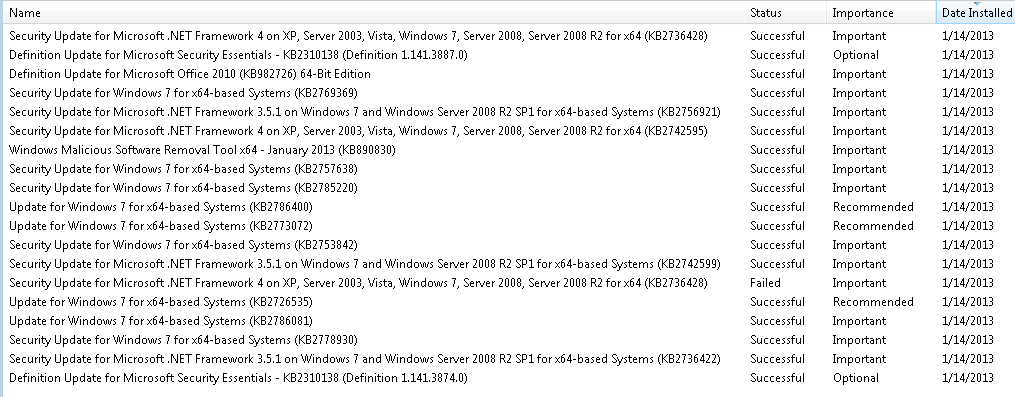 Name Status Importance Date Installed
Security Update for Microsoft .NET Framework 4 on XP, Server 2003, Vista, Windows 7, Server 2008, Server 2008 R2 for x64 (KB2736428) Successful Important 1/14/2013
Definition Update for Microsoft Security Essentials - KB2310138 (Definition 1.141.3887.0) Successful Optional 1/14/2013
Definition Update for Microsoft Office 2010 (KB982726) 64-Bit Edition Successful Important 1/14/2013
Security Update for Windows 7 for x64-based Systems (KB2769369) Successful Important 1/14/2013
Security Update for Microsoft .NET Framework 3.5.1 on Windows 7 and Windows Server 2008 R2 SP1 for x64-based Systems (KB2756921) Successful Important 1/14/2013
Security Update for Microsoft .NET Framework 4 on XP, Server 2003, Vista, Windows 7, Server 2008, Server 2008 R2 for x64 (KB2742595) Successful Important 1/14/2013
Windows Malicious Software Removal Tool x64 - January 2013 (KB890830) Successful Important 1/14/2013
Security Update for Windows 7 for x64-based Systems (KB2757638) Successful Important 1/14/2013
Security Update for Windows 7 for x64-based Systems (KB2785220) Successful Important 1/14/2013
Update for Windows 7 for x64-based Systems (KB2786400) Successful Recommended 1/14/2013
Update for Windows 7 for x64-based Systems (KB2773072) Successful Recommended 1/14/2013
Security Update for Windows 7 for x64-based Systems (KB2753842) Successful Important 1/14/2013
Security Update for Microsoft .NET Framework 3.5.1 on Windows 7 and Windows Server 2008 R2 SP1 for x64-based Systems (KB2742599) Successful Important 1/14/2013
Security Update for Microsoft .NET Framework 4 on XP, Server 2003, Vista, Windows 7, Server 2008, Server 2008 R2 for x64 (KB2736428) Failed Important 1/14/2013
Update for Windows 7 for x64-based Systems (KB2726535) Successful Recommended 1/14/2013
Update for Windows 7 for x64-based Systems (KB2786081) Successful Important 1/14/2013
Security Update for Windows 7 for x64-based Systems (KB2778930) Successful Important 1/14/2013
Security Update for Microsoft .NET Framework 3.5.1 on Windows 7 and Windows Server 2008 R2 SP1 for x64-based Systems (KB2736422) Successful Important 1/14/2013
Definition Update for Microsoft Security Essentials - KB2310138 (Definition 1.141.3874.0) Successful Optional 1/14/2013